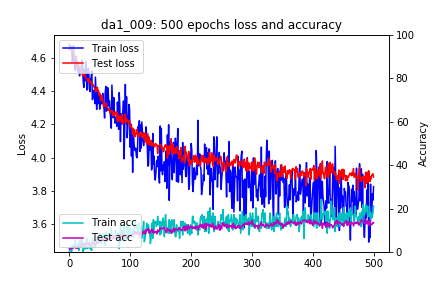 da1_009: 500 epochs loss and accuracy
Train loss
Test loss
Train acc
Test acc
Loss
4.6
4.4
4.2
4.0
3.8
3.6
Accuracy
100
80
60
40
20
0
0 100 200 300 400 500